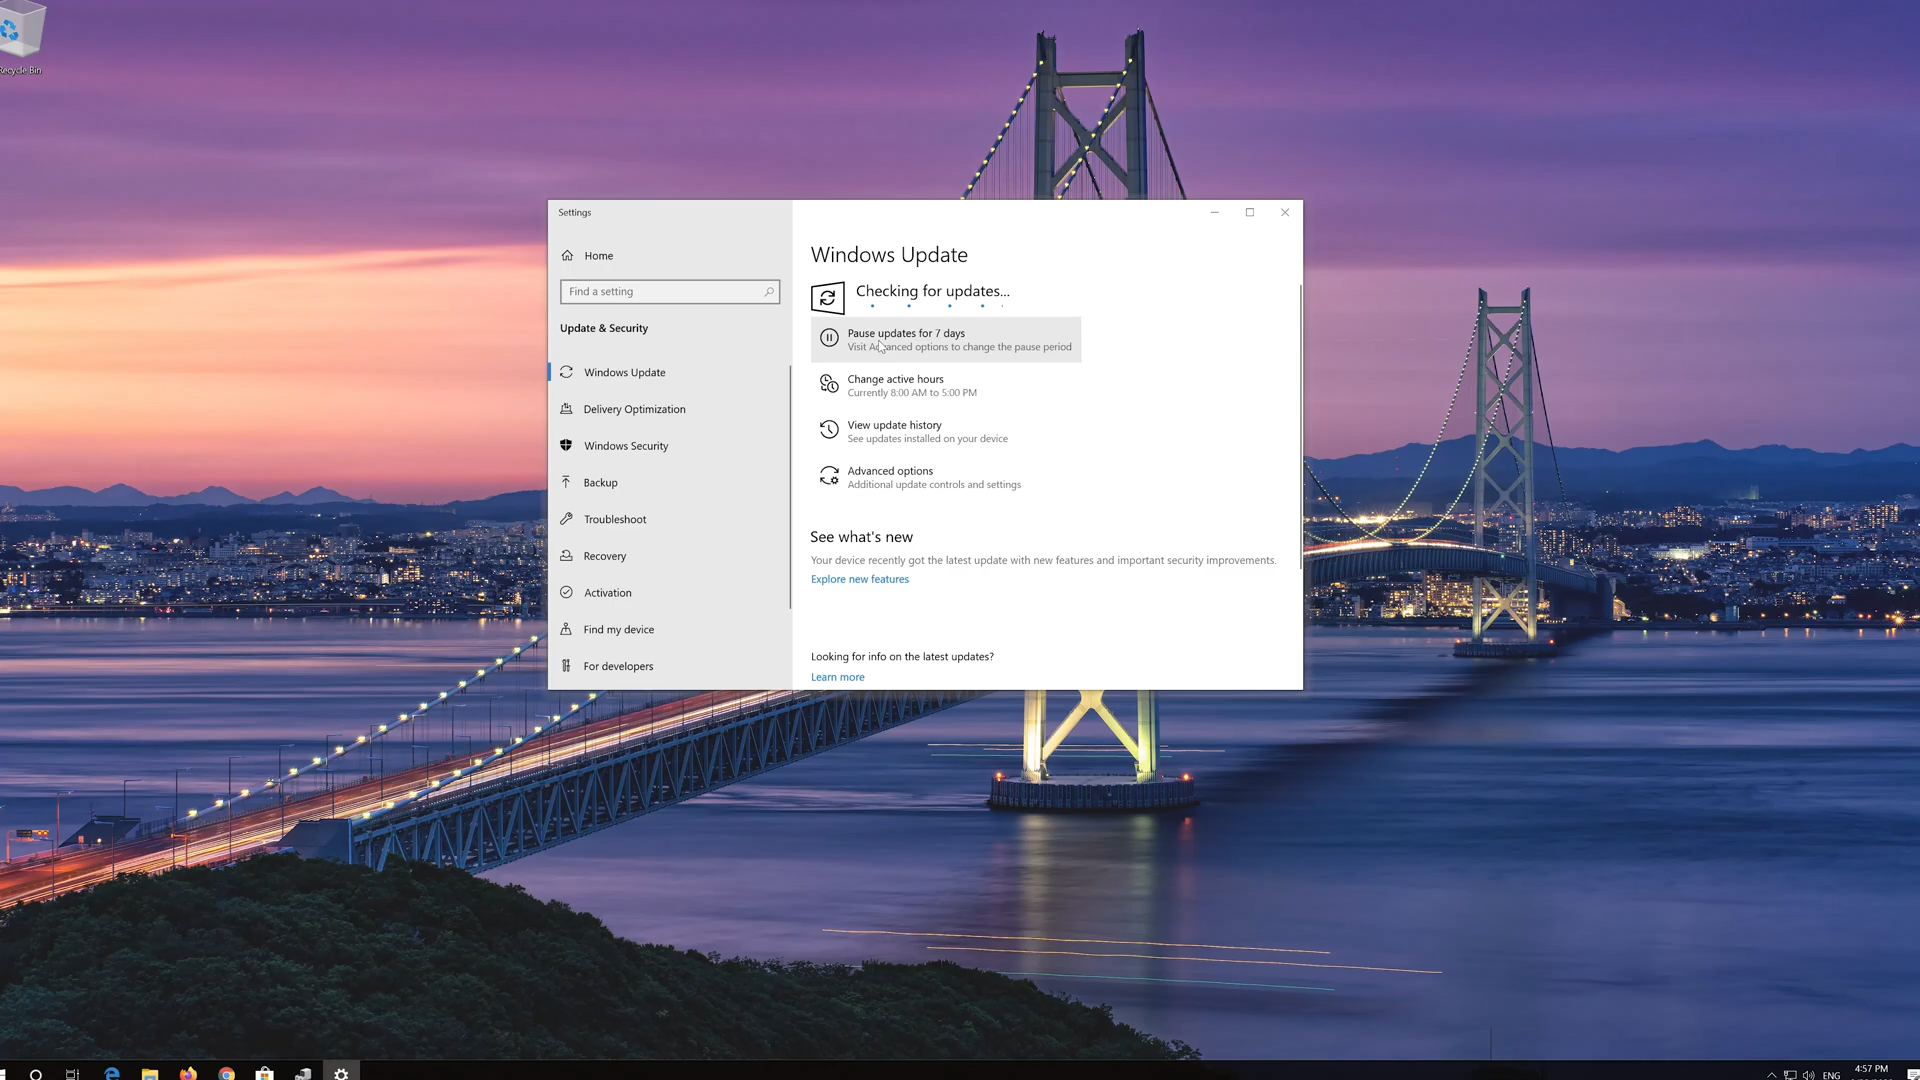 Recycle Bin
Settings
Home
Find a setting
Update & Security
Windows Update
Delivery Optimization
Windows Security
Backup
Troubleshoot
Recovery
Activation
Find my device
For developers
Windows Update
Checking for updates...
Pause updates for 7 days
Visit Advanced options to change the pause period
Change active hours
Currently 8:00 AM to 5:00 PM
View update history
See updates installed on your device
Advanced options
Additional update controls and settings
See what's new
Your device recently got the latest update with new features and important security improvements.
Explore new features
Looking for info on the latest updates?
Learn more
ENG
4:57 PM